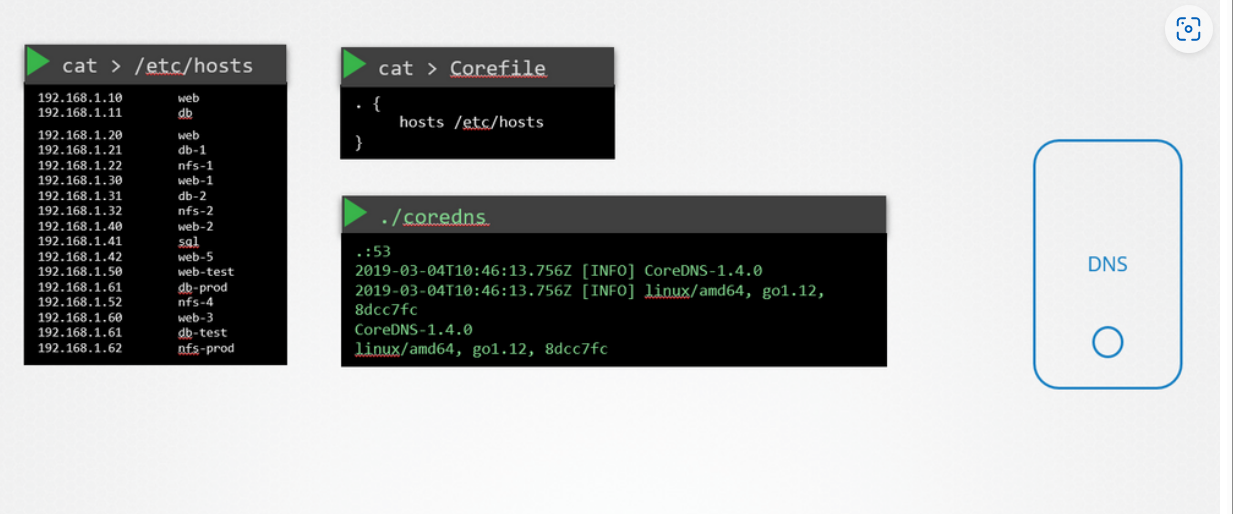 cat > /etc/hosts
192.168.1.10 web
192.168.1.11 db
192.168.1.20 web
192.168.1.21 db-1
192.168.1.22 nfs-1
192.168.1.30 web-1
192.168.1.31 db-2
192.168.1.32 nfs-2
192.168.1.40 web-2
192.168.1.41 sql
192.168.1.42 web-5
192.168.1.50 web-test
192.168.1.61 db-prod
192.168.1.52 nfs-4
192.168.1.60 web-3
192.168.1.61 db-test
192.168.1.62 nfs-prod
cat > Corefile
. {
hosts /etc/hosts
}
./coredns
.:53
2019-03-04T10:46:13.756Z [INFO] CoreDNS-1.4.0
2019-03-04T10:46:13.756Z [INFO] linux/amd64, go1.12,
8dcc7fc
CoreDNS-1.4.0
linux/amd64, go1.12, 8dcc7fc
DNS